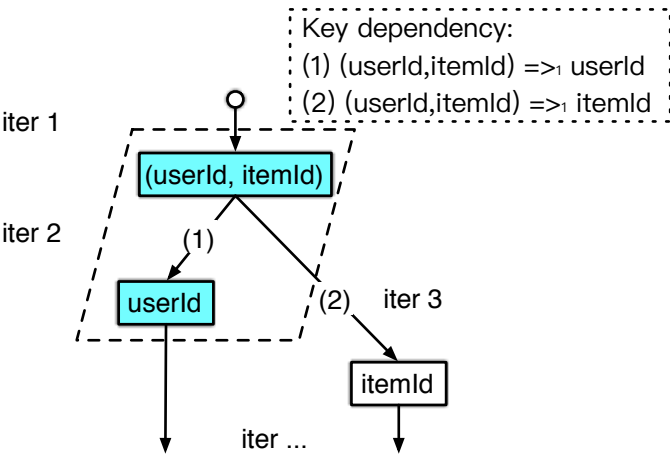 Key dependency:
(1) (userId,itemId) =>₁ userId
(2) (userId,itemId) =>₁ itemId
iter 1
(userId, itemId)
iter 2
(1)
userId
(2)
iter 3
itemId
iter ...